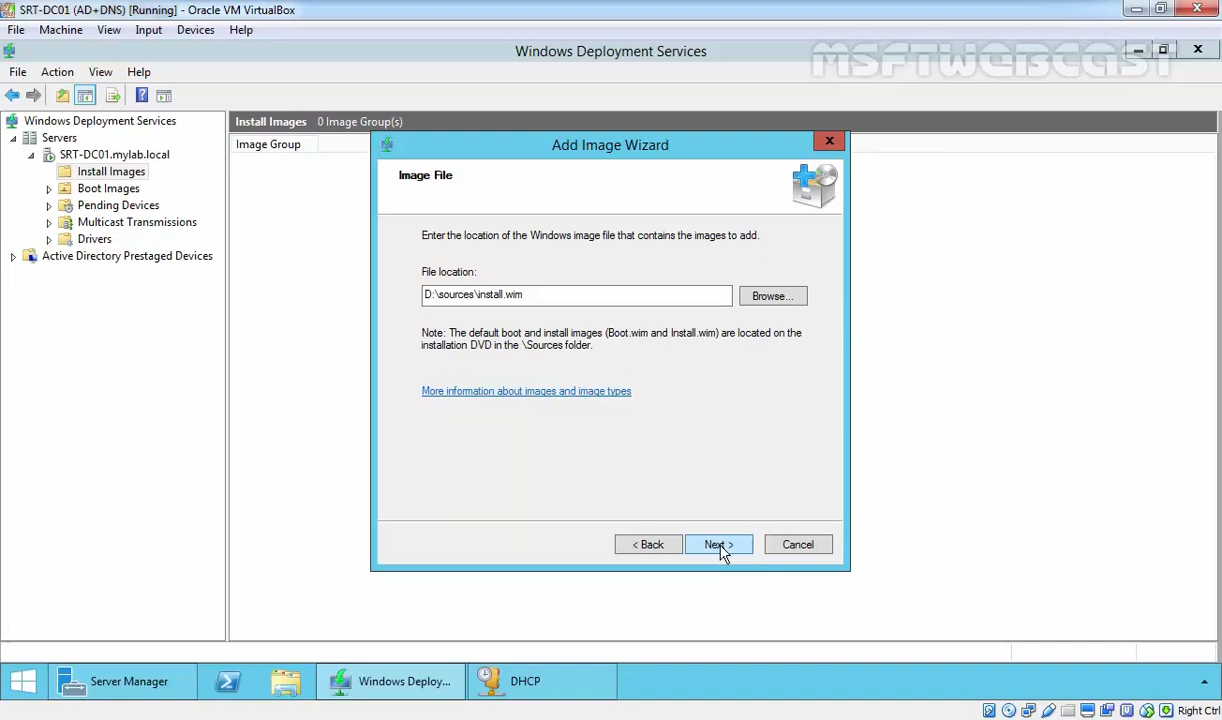 SRT-DC01 (AD+DNS) [Running] - Oracle VM VirtualBox
File Machine View Input Devices Help
Windows Deployment Services
MSFTWEBCAST
File Action View Help
Windows Deployment Services
Servers
SRT-DC01.mylab.local
Install Images
Boot Images
Pending Devices
Multicast Transmissions
Drivers
Active Directory Prestaged Devices
Install Images 0 Image Group(s)
Image Group
Add Image Wizard
Image File
Enter the location of the Windows image file that contains the images to add.
File location:
D:\sources\install.wim
Browse...
Note: The default boot and install images (Boot.wim and Install.wim) are located on the
installation DVD in the \Sources folder.
More information about images and image types
< Back Next > Cancel
Server Manager
Windows Deploy...
DHCP
Right Ctrl